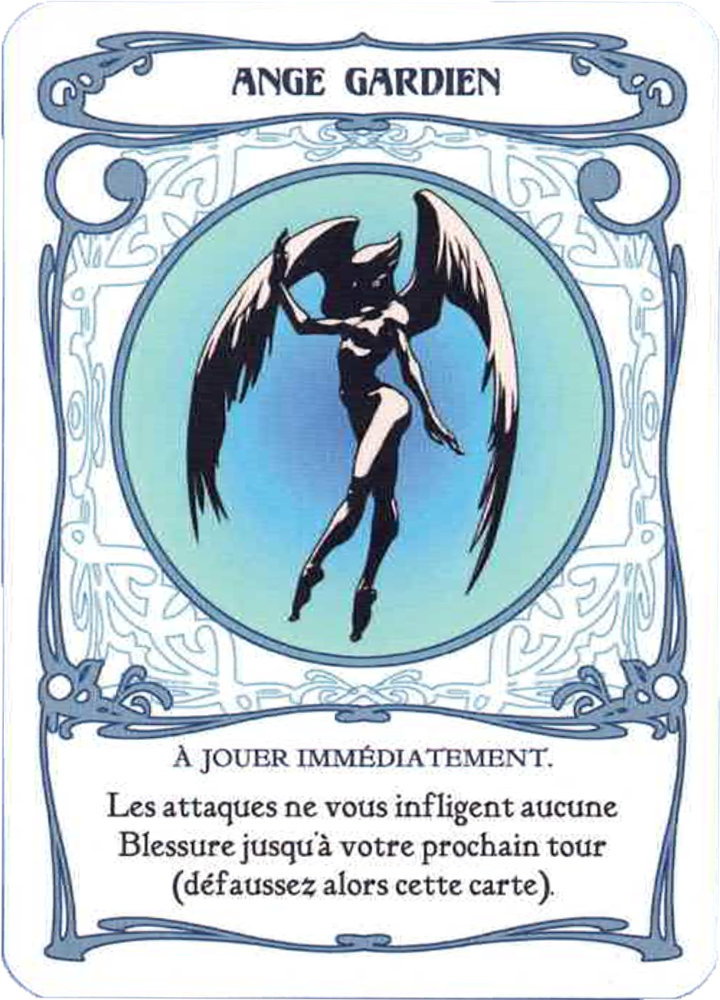 ANGE GARDIEN
À JOUER IMMÉDIATEMENT.
Les attaques ne vous infligent aucune
Blessure jusqu'à votre prochain tour
(défaussez alors cette carte).